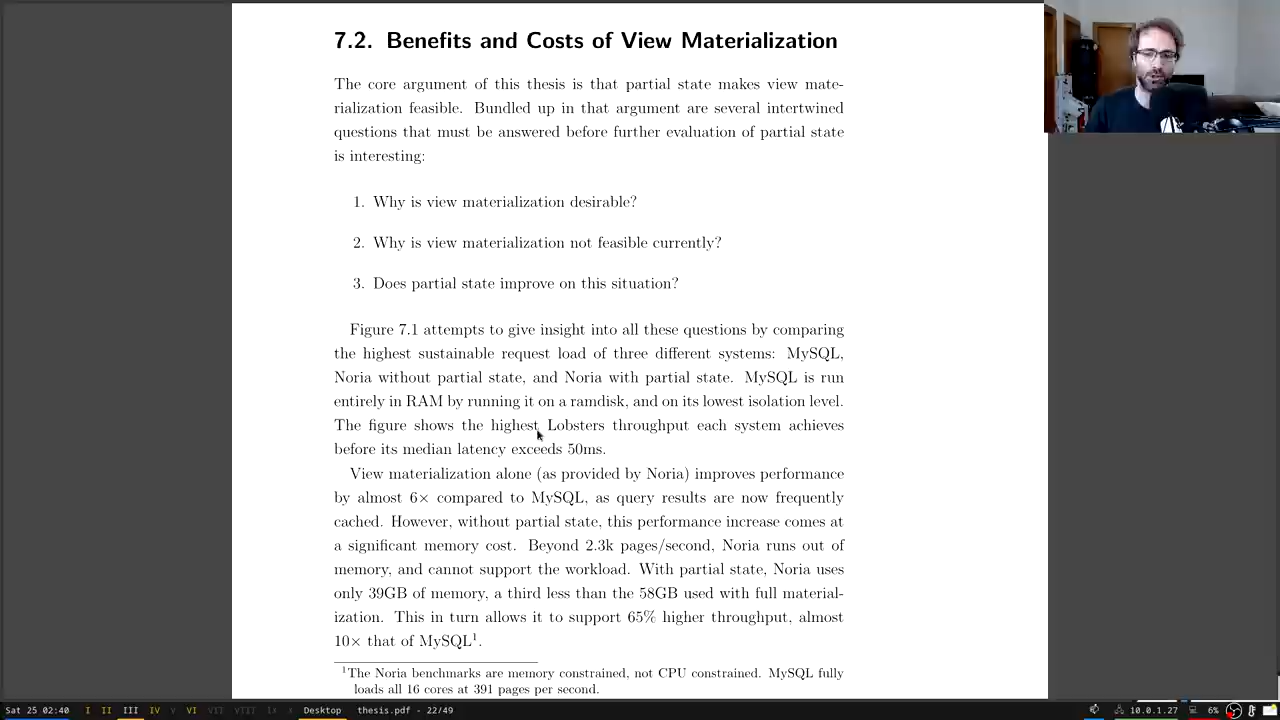 7.2. Benefits and Costs of View Materialization
The core argument of this thesis is that partial state makes view mate-
rialization feasible. Bundled up in that argument are several intertwined
questions that must be answered before further evaluation of partial state
is interesting:
1. Why is view materialization desirable?
2. Why is view materialization not feasible currently?
3. Does partial state improve on this situation?
Figure 7.1 attempts to give insight into all these questions by comparing
the highest sustainable request load of three different systems: MySQL,
Noria without partial state, and Noria with partial state. MySQL is run
entirely in RAM by running it on a ramdisk, and on its lowest isolation level.
The figure shows the highest Lobsters throughput each system achieves
before its median latency exceeds 50ms.
View materialization alone (as provided by Noria) improves performance
by almost 6× compared to MySQL, as query results are now frequently
cached. However, without partial state, this performance increase comes at
a significant memory cost. Beyond 2.3k pages/second, Noria runs out of
memory, and cannot support the workload. With partial state, Noria uses
only 39GB of memory, a third less than the 58GB used with full material-
ization. This in turn allows it to support 65% higher throughput, almost
10× that of MySQL¹.
¹The Noria benchmarks are memory constrained, not CPU constrained. MySQL fully
loads all 16 cores at 391 pages per second.
Sat 25 02:40 I II III IV V VI VII VIII IX X Desktop thesis.pdf - 22/49 10.0.1.27 6%